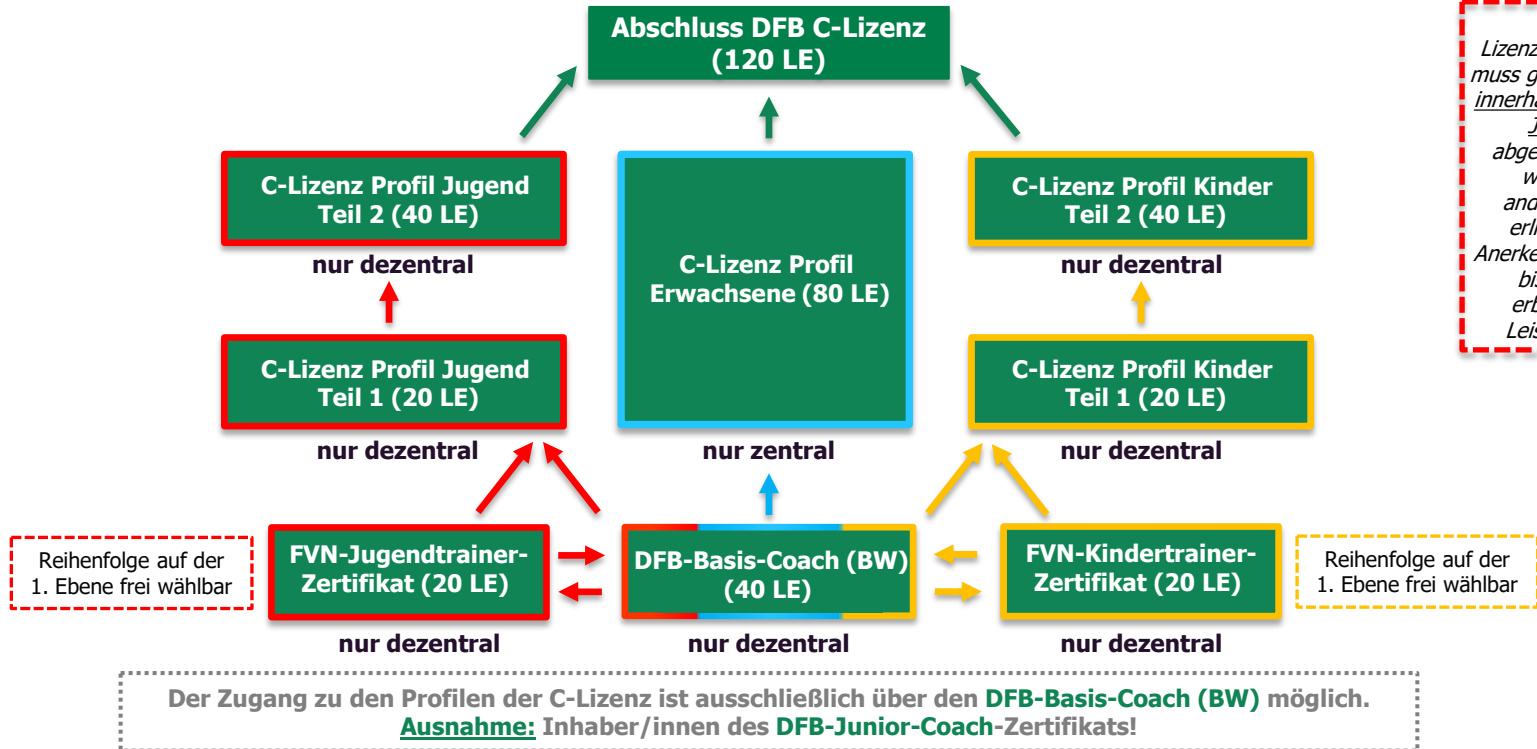 Abschluss DFB C-Lizenz
(120 LE)
Lizenz
muss
abge
Leis
C-Lizenz Profil Jugend
Teil 2 (40 LE)
nur dezentral
C-Lizenz Profil
Erwachsene (80 LE)
C-Lizenz Profil Kinder
Teil 2 (40 LE)
nur dezentral
C-Lizenz Profil Jugend
Teil 1 (20 LE)
nur dezentral
nur zentral
C-Lizenz Profil Kinder
Teil 1 (20 LE)
nur dezentral
Reihenfolge auf der
1. Ebene frei wählbar
FVN-Jugendtrainer-
Zertifikat (20 LE)
nur dezentral
DFB-Basis-Coach (BW)
(40 LE)
nur dezentral
FVN-Kindertrainer-
Zertifikat (20 LE)
nur dezentral
Reihenfolge auf der
1. Ebene frei wählbar
Der Zugang zu den Profilen der C-Lizenz ist ausschließlich über den DFB-Basis-Coach (BW) möglich.
Ausnahme: Inhaber/innen des DFB-Junior-Coach-Zertifikats!